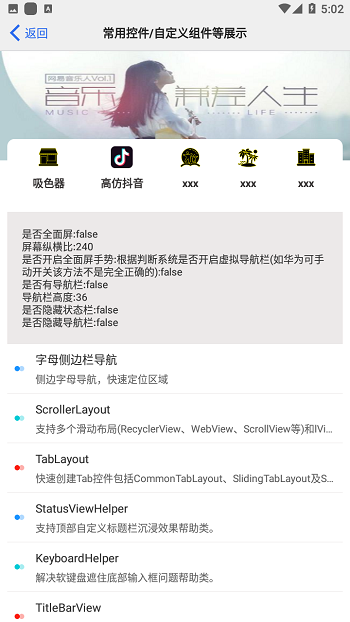 5:02
返回
常用控件/自定义组件等展示
网易音乐人Vol.3
音乐 兼差人生
MUSIC LIFE
吸色器 高仿抖音 xxx xxx xxx
是否全面屏:false
屏幕纵横比:240
是否开启全面屏手势:根据判断系统是否开启虚拟导航栏(如华为可手
动开关该方法不是完全正确的):false
是否有导航栏:false
导航栏高度:36
是否隐藏状态栏:false
是否隐藏导航栏:false
字母侧边栏导航
侧边字母导航，快速定位区域
ScrollerLayout
支持多个滑动布局(RecyclerView、WebView、ScrollView等)和lVi...
TabLayout
快速创建Tab控件包括CommonTabLayout、SlidingTabLayout及S...
StatusViewHelper
支持顶部自定义标题栏沉浸效果帮助类。
KeyboardHelper
解决软键盘遮住底部输入框问题帮助类。
TitleBarView